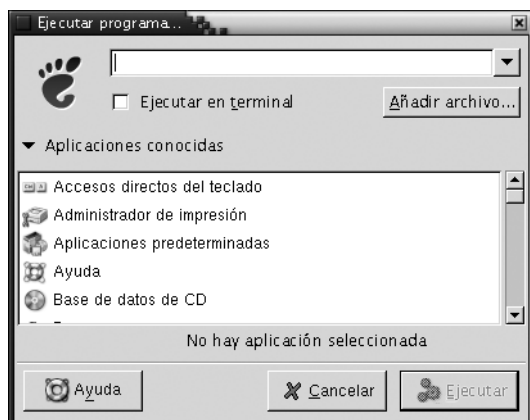 Ejecutar programa...
Ejecutar en terminal
Añadir archivo...
Aplicaciones conocidas
Accesos directos del teclado
Administrador de impresión
Aplicaciones predeterminadas
Ayuda
Base de datos de CD
No hay aplicación seleccionada
Ayuda
Cancelar
Ejecutar